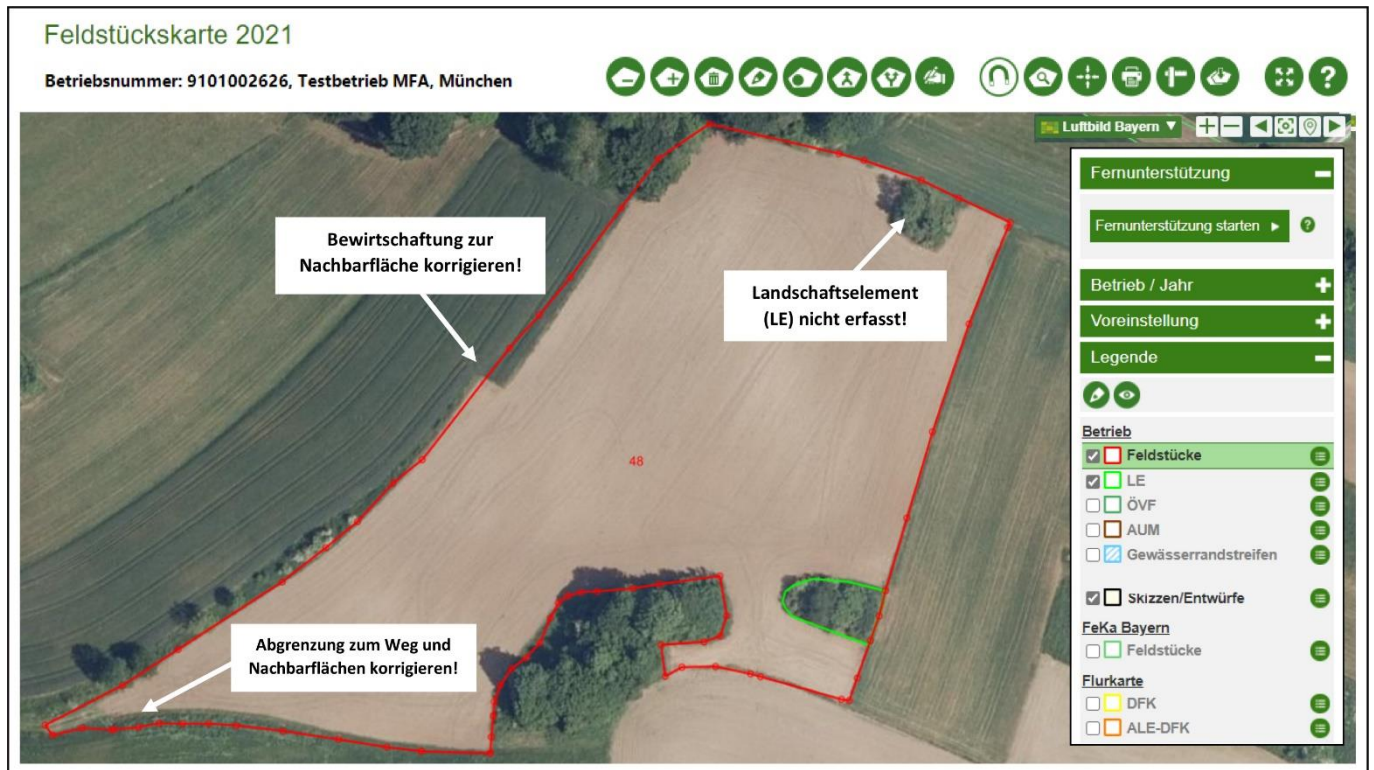 Feldstückskarte 2021
Betriebsnummer: 9101002626, Testbetrieb MFA, München
?
Luftbild Bayern
Fernunterstützung
Fernunterstützung starten
?
Betrieb / Jahr
Voreinstellung
Legende
Betrieb
Feldstücke
LE
ÖVF
AUM
Gewässerrandstreifen
Skizzen/Entwürfe
FeKa Bayern
Feldstücke
Flurkarte
DFK
ALE-DFK
Bewirtschaftung zur
Nachbarfläche korrigieren!
Landschaftselement
(LE) nicht erfasst!
48
Abgrenzung zum Weg und
Nachbarflächen korrigieren!